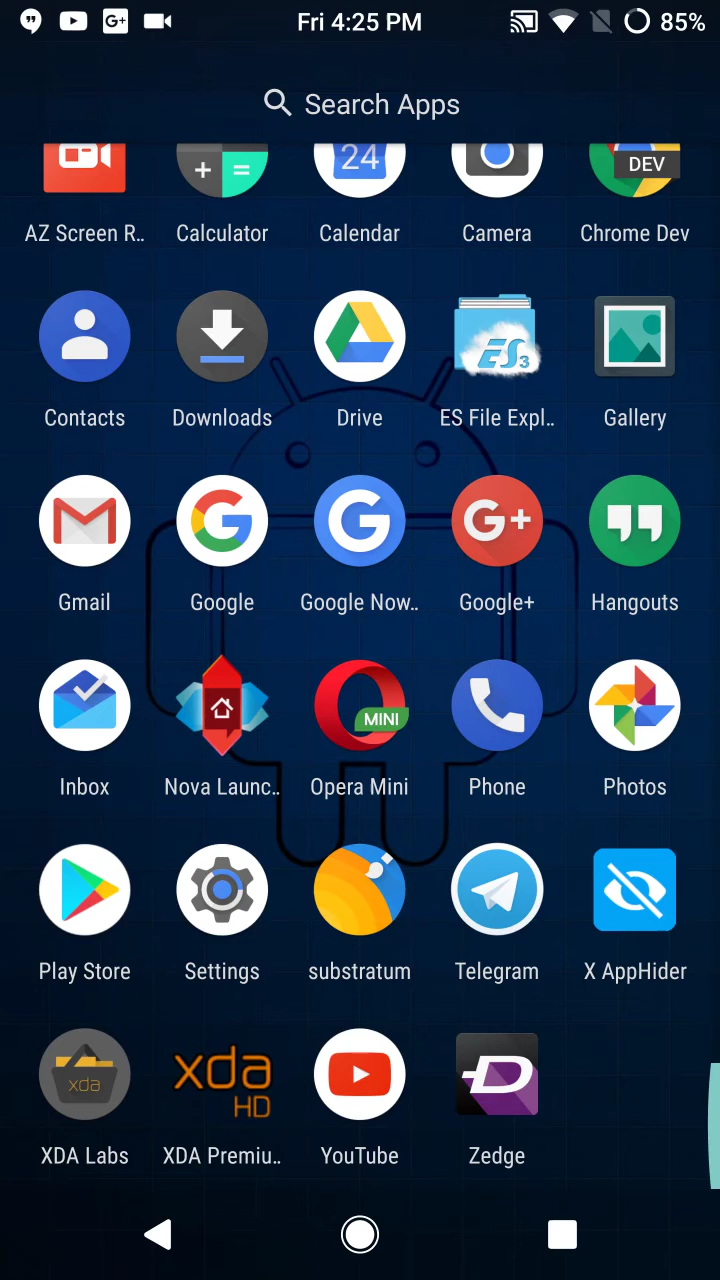 Fri 4:25 PM 85%
Search Apps
24 DEV
AZ Screen R.. Calculator Calendar Camera Chrome Dev
ES3
Contacts Downloads Drive ES File Expl.. Gallery
G G G+
Gmail Google Google Now.. Google+ Hangouts
MINI
Inbox Nova Launc.. Opera Mini Phone Photos
Play Store Settings substratum Telegram X AppHider
xda xda HD D
XDA Labs XDA Premiu.. YouTube Zedge